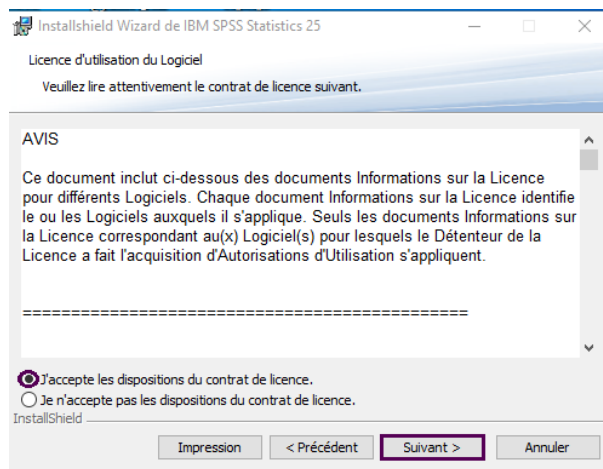 Installshield Wizard de IBM SPSS Statistics 25
Licence d'utilisation du Logiciel
Veuillez lire attentivement le contrat de licence suivant.
AVIS
Ce document inclut ci-dessous des documents Informations sur la Licence
pour différents Logiciels. Chaque document Informations sur la Licence identifie
le ou les Logiciels auxquels il s'applique. Seuls les documents Informations sur
la Licence correspondant au(x) Logiciel(s) pour lesquels le Détenteur de la
Licence a fait l'acquisition d'Autorisations d'Utilisation s'appliquent.
==============================================
J'accepte les dispositions du contrat de licence.
Je n'accepte pas les dispositions du contrat de licence.
InstallShield
Impression < Précédent Suivant > Annuler